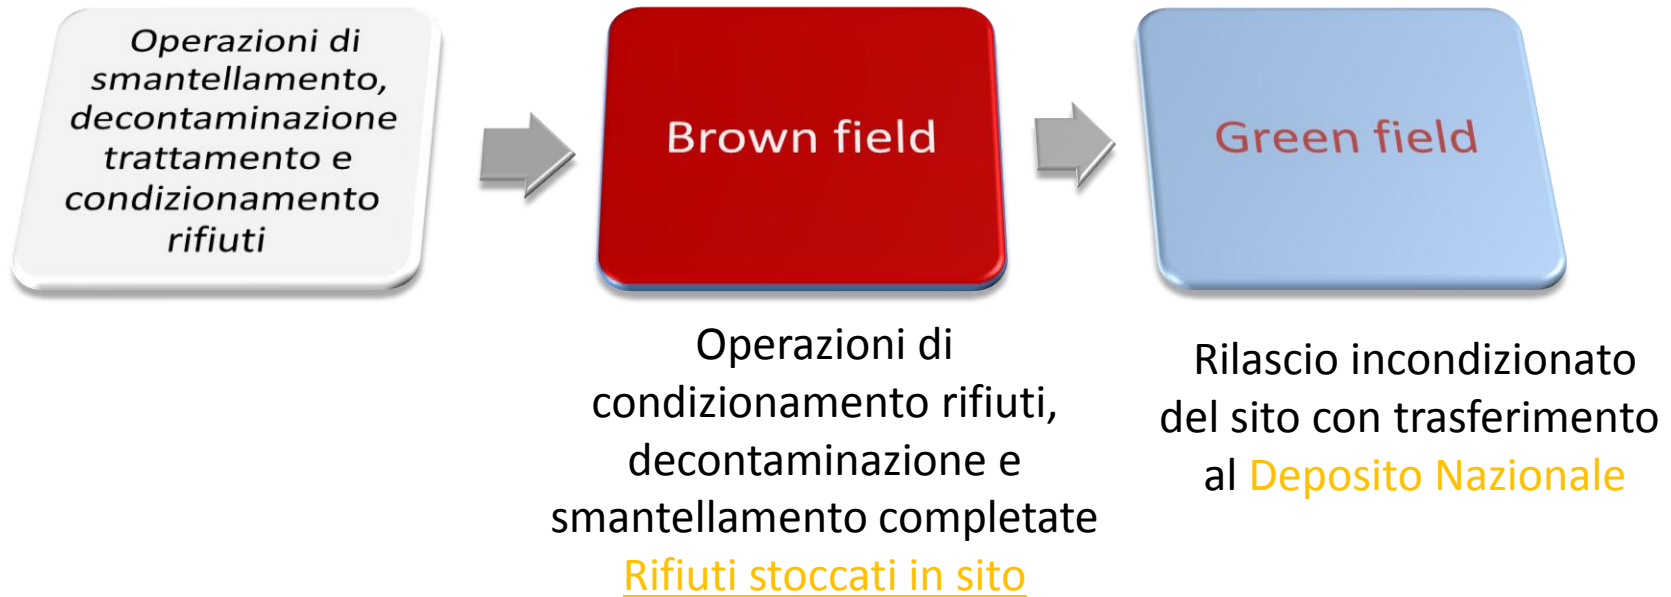 Operazioni di
smantellamento,
decontaminazione
trattamento e
condizionamento
rifiuti
Brown field
Green field
Operazioni di
condizionamento rifiuti,
decontaminazione e
smantellamento completate
Rifiuti stoccati in sito
Rilascio incondizionato
del sito con trasferimento
al Deposito Nazionale